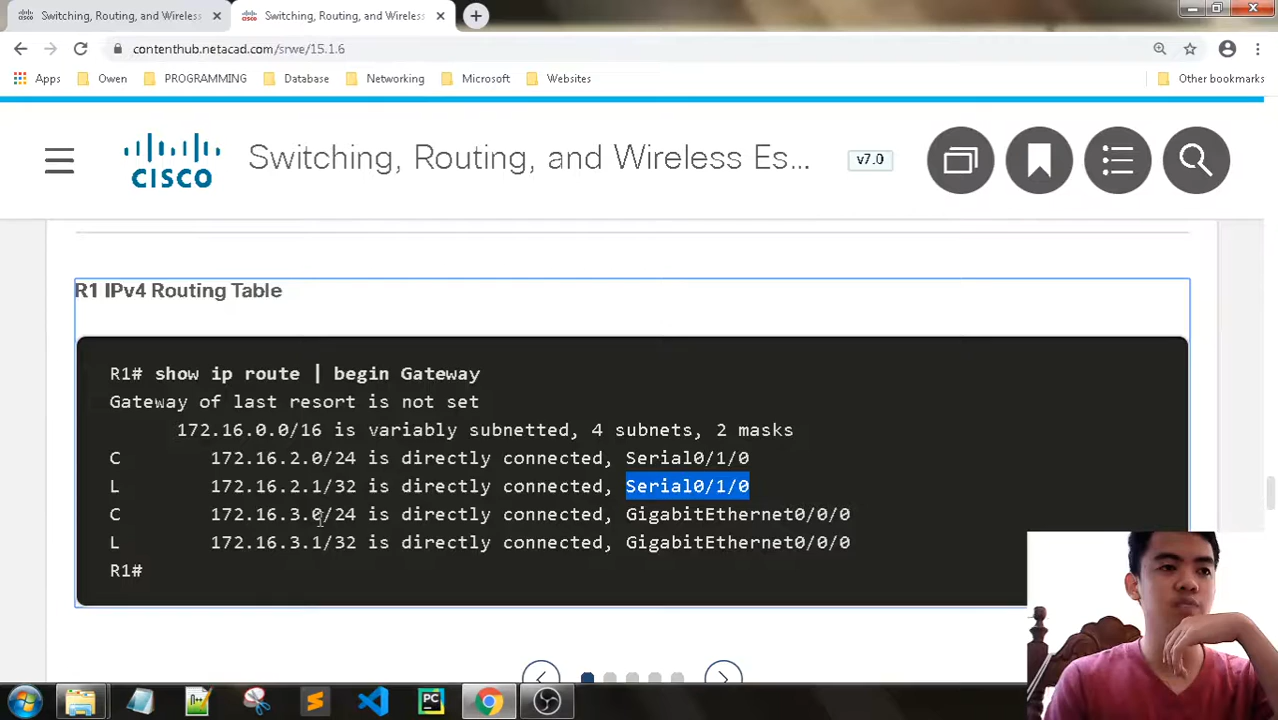 Switching, Routing, and Wireless
Switching, Routing, and Wireless
contenthub.netacad.com/srwe/15.1.6
Apps
Owen
PROGRAMMING
Database
Networking
Microsoft
Websites
Other bookmarks
CISCO
Switching, Routing, and Wireless Es...
v7.0
R1 IPv4 Routing Table
R1# show ip route | begin Gateway
Gateway of last resort is not set
172.16.0.0/16 is variably subnetted, 4 subnets, 2 masks
C 172.16.2.0/24 is directly connected, Serial0/1/0
L 172.16.2.1/32 is directly connected, Serial0/1/0
C 172.16.3.0/24 is directly connected, GigabitEthernet0/0/0
L 172.16.3.1/32 is directly connected, GigabitEthernet0/0/0
R1#
PC